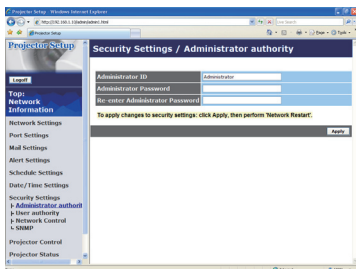 Projector Setup - Windows Internet Explorer
Projector Setup
Projector Setup
Logoff
Top:
Network
Information
Network Settings
Port Settings
Mail Settings
Alert Settings
Schedule Settings
Date/Time Settings
Security Settings
Administrator authorit
User authority
Network Control
SNMP
Projector Control
Projector Status
Security Settings / Administrator authority
Administrator ID
Administrator
Administrator Password
Re-enter Administrator Password
To apply changes to security settings: click Apply, then perform 'Network Restart'.
Apply